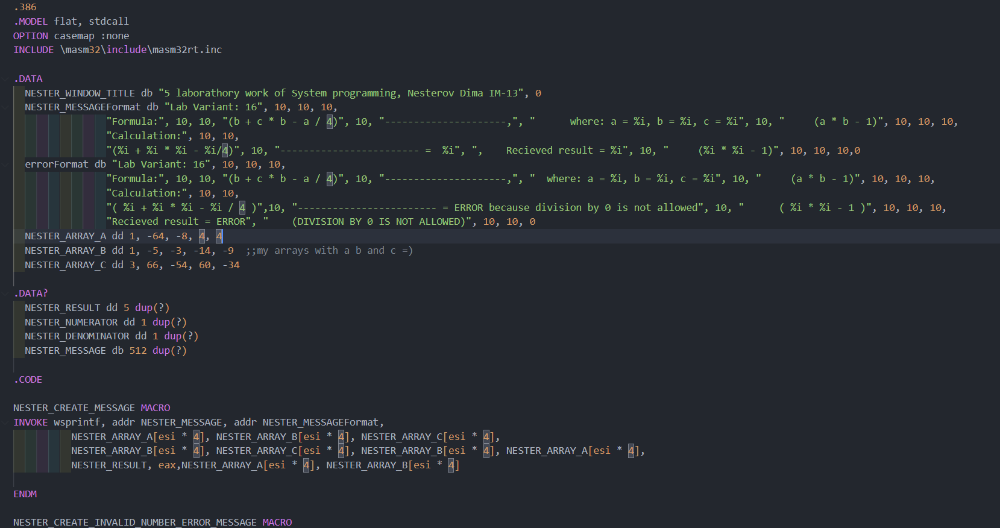 .386
.MODEL flat, stdcall
OPTION casemap :none
INCLUDE \masm32\include\masm32rt.inc
.DATA
NESTER_WINDOW_TITLE db "5 laborathory work of System programming, Nesterov Dima IM-13", 0
NESTER_MESSAGEFormat db "Lab Variant: 16", 10, 10, 10,
"Formula:", 10, 10, "(b + c * b - a / 4)", 10, "---------------------,", "      where: a = %i, b = %i, c = %i", 10, "     (a * b - 1)", 10, 10, 10,
"Calculation:", 10, 10,
"(%i + %i * %i - %i/4)", 10, "------------------------ =  %i", ",    Recieved result = %i", 10, "     (%i * %i - 1)", 10, 10, 10,0
errorFormat db "Lab Variant: 16", 10, 10, 10,
"Formula:", 10, 10, "(b + c * b - a / 4)", 10, "---------------------,", "  where: a = %i, b = %i, c = %i", 10, "     (a * b - 1)", 10, 10, 10,
"Calculation:", 10, 10,
"( %i + %i * %i - %i / 4 )",10, "------------------------ = ERROR because division by 0 is not allowed", 10, "      ( %i * %i - 1 )", 10, 10, 10,
"Recieved result = ERROR", "    (DIVISION BY 0 IS NOT ALLOWED)", 10, 10, 0
NESTER_ARRAY_A dd 1, -64, -8, 4, 4
NESTER_ARRAY_B dd 1, -5, -3, -14, -9  ;;my arrays with a b and c =)
NESTER_ARRAY_C dd 3, 66, -54, 60, -34
.DATA?
NESTER_RESULT dd 5 dup(?)
NESTER_NUMERATOR dd 1 dup(?)
NESTER_DENOMINATOR dd 1 dup(?)
NESTER_MESSAGE db 512 dup(?)
.CODE
NESTER_CREATE_MESSAGE MACRO
INVOKE wsprintf, addr NESTER_MESSAGE, addr NESTER_MESSAGEFormat,
NESTER_ARRAY_A[esi * 4], NESTER_ARRAY_B[esi * 4], NESTER_ARRAY_C[esi * 4],
NESTER_ARRAY_B[esi * 4], NESTER_ARRAY_C[esi * 4], NESTER_ARRAY_B[esi * 4], NESTER_ARRAY_A[esi * 4],
NESTER_RESULT, eax,NESTER_ARRAY_A[esi * 4], NESTER_ARRAY_B[esi * 4]
ENDM
NESTER_CREATE_INVALID_NUMBER_ERROR_MESSAGE MACRO